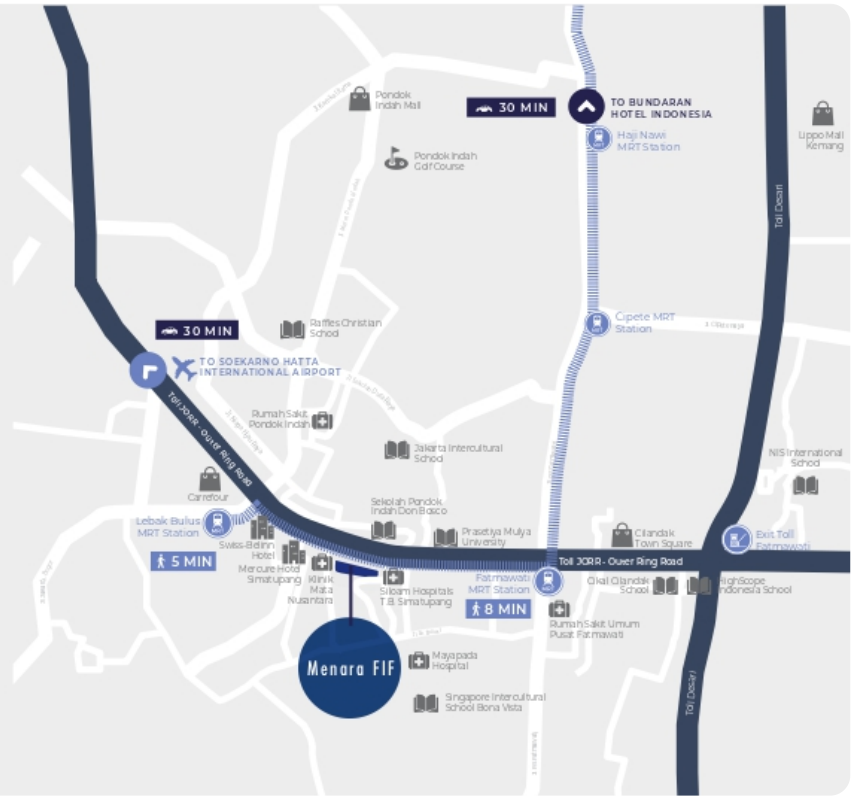 Pondok
Indah Mall
30 MIN
TO BUNDARAN
HOTEL INDONESIA
Lippo Mall
Kemang
Haji Nawi
MRT Station
Pondok Indah
Golf Course
Toll Desari
30 MIN
Raffles Christian
School
Cipete MRT
Station
TO SOEKARNO HATTA
INTERNATIONAL AIRPORT
Toll JORR - Outer Ring Road
Rumah Sakit
Pondok Indah
Jakarta Intercultural
School
NIS International
School
Carrefour
Sekolah Pondok
Indah Don Bosco
Lebak Bulus
MRT Station
MRT
Prasetiya Mulya
University
Cilandak
Town Square
Exit Toll
Fatmawati
5 MIN
Swiss-Belinn
Hotel
Mercure Hotel
Simatupang
Klinik
Mata
Nusantara
Siloam Hospitals
T.B. Simatupang
Toll JORR - Outer Ring Road
Fatmawati
MRT Station
MRT
Cikal Cilandak
School
HighScope
Indonesia School
8 MIN
Rumah Sakit Umum
Pusat Fatmawati
Menara FIF
Mayapada
Hospital
Singapore Intercultural
School Bona Vista
Toll Desari